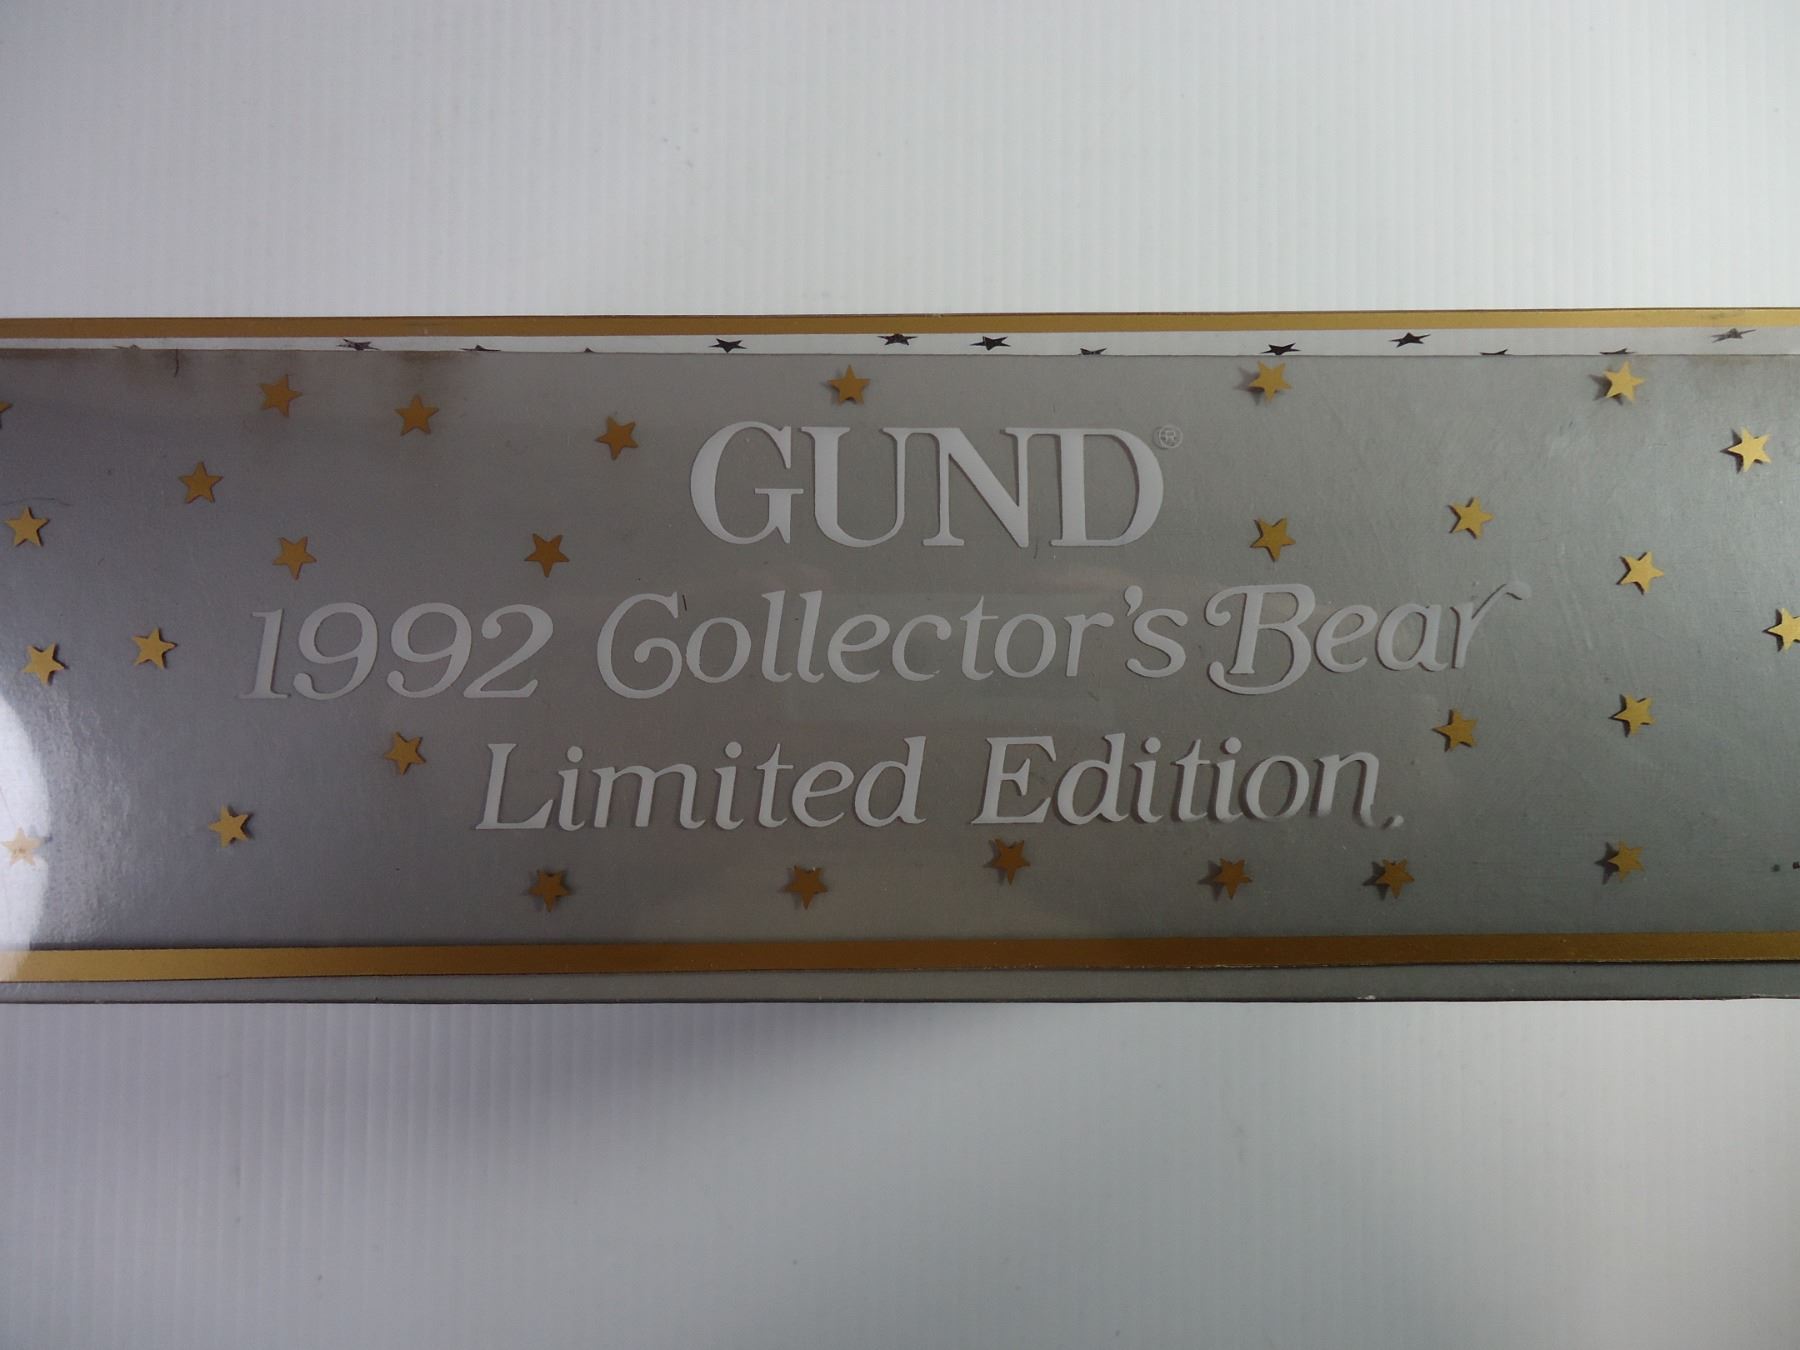 GUND®
1992 Collector's Bear
Limited Edition.